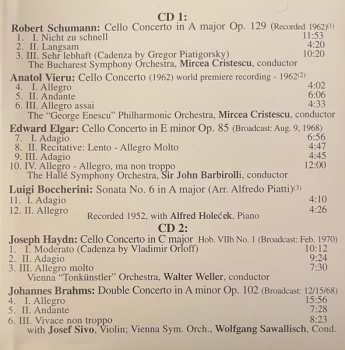 CD 1:
Robert Schumann: Cello Concerto in A major Op. 129 (Recorded 1962)(1)
1. I. Nicht zu schnell 11:53
2. II. Langsam 4:20
3. III. Sehr lebhaft (Cadenza by Gregor Piatigorsky) 10:20
The Bucharest Symphony Orchestra, Mircea Cristescu, conductor
Anatol Vieru: Cello Concerto (1962) world premiere recording - 1962(2)
4. I. Allegro 4:02
5. II. Andante 6:06
6. III. Allegro assai 4:33
The "George Enescu" Philharmonic Orchestra, Mircea Cristescu, conductor
Edward Elgar: Cello Concerto in E minor Op. 85 (Broadcast: Aug. 9, 1968)
7. I. Adagio 6:56
8. II. Recitative: Lento - Allegro Molto 4:47
9. III. Adagio 4:45
10. IV. Allegro - Allegro, ma non troppo 12:00
The Hallé Symphony Orchestra, Sir John Barbirolli, conductor
Luigi Boccherini: Sonata No. 6 in A major (Arr. Alfredo Piatti)(3)
11. I. Adagio 4:10
12. II. Allegro 4:26
Recorded 1952, with Alfred Holeček, Piano
CD 2:
Joseph Haydn: Cello Concerto in C major Hob. VIIb No. 1 (Broadcast: Feb. 1970)
1. I. Moderato (Cadenza by Vladimir Orloff) 10:12
2. II. Adagio 9:24
3. III. Allegro molto 7:30
Vienna "Tonkünstler" Orchestra, Walter Weller, conductor
Johannes Brahms: Double Concerto in A minor Op. 102 (Broadcast: 12/15/68)
4. I. Allegro 15:56
5. II. Andante 7:28
6. III. Vivace non troppo 8:23
with Josef Sivo, Violin; Vienna Sym. Orch., Wolfgang Sawallisch, Cond.